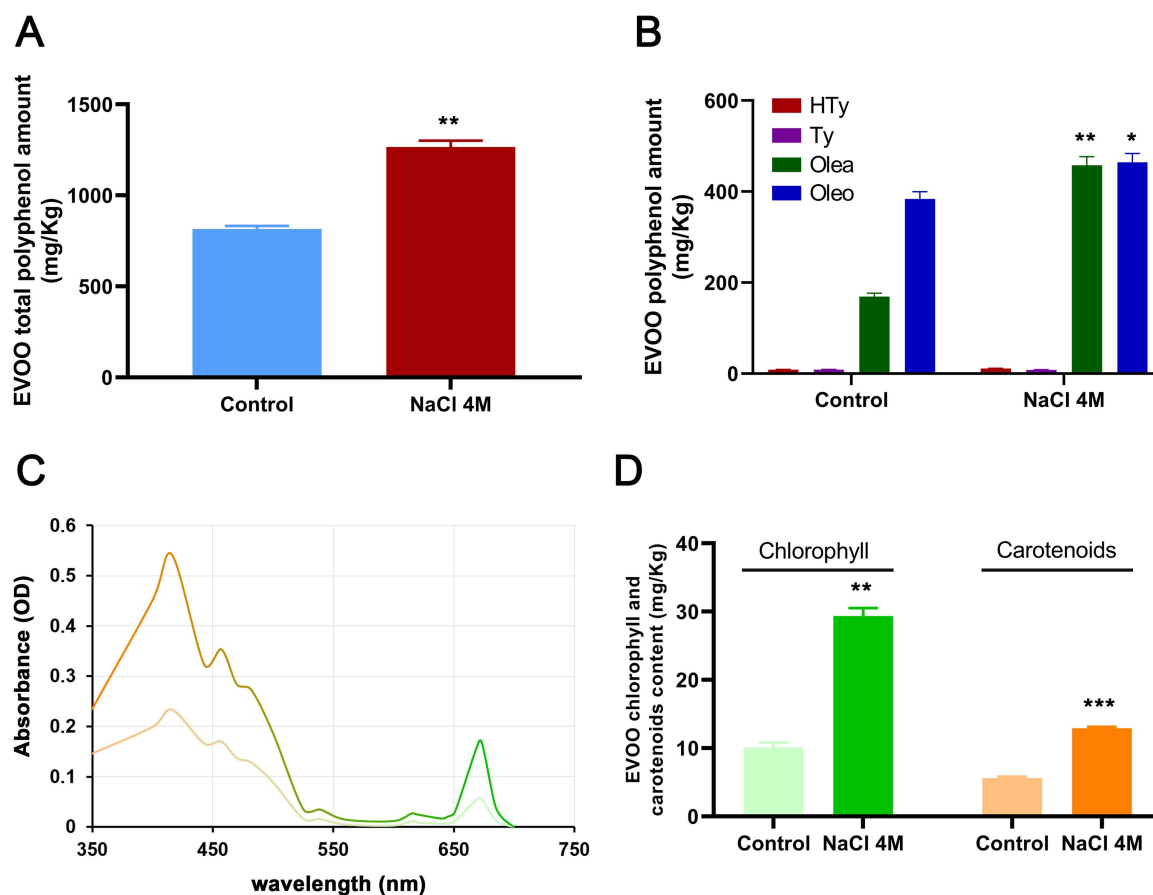 A
EVOO total polyphenol amount
(mg/Kg)
1500
1000
500
0
**
Control
NaCl 4M
B
EVOO polyphenol amount
(mg/Kg)
600
400
200
0
HTy
Ty
Olea
Oleo
**
*
Control
NaCl 4M
C
Absorbance (OD)
0.6
0.5
0.4
0.3
0.2
0.1
0
350
450
550
650
750
wavelength (nm)
D
EVOO chlorophyll and
carotenoids content (mg/Kg)
40
30
20
10
0
Chlorophyll
Carotenoids
**
***
Control
NaCl 4M
Control
NaCl 4M